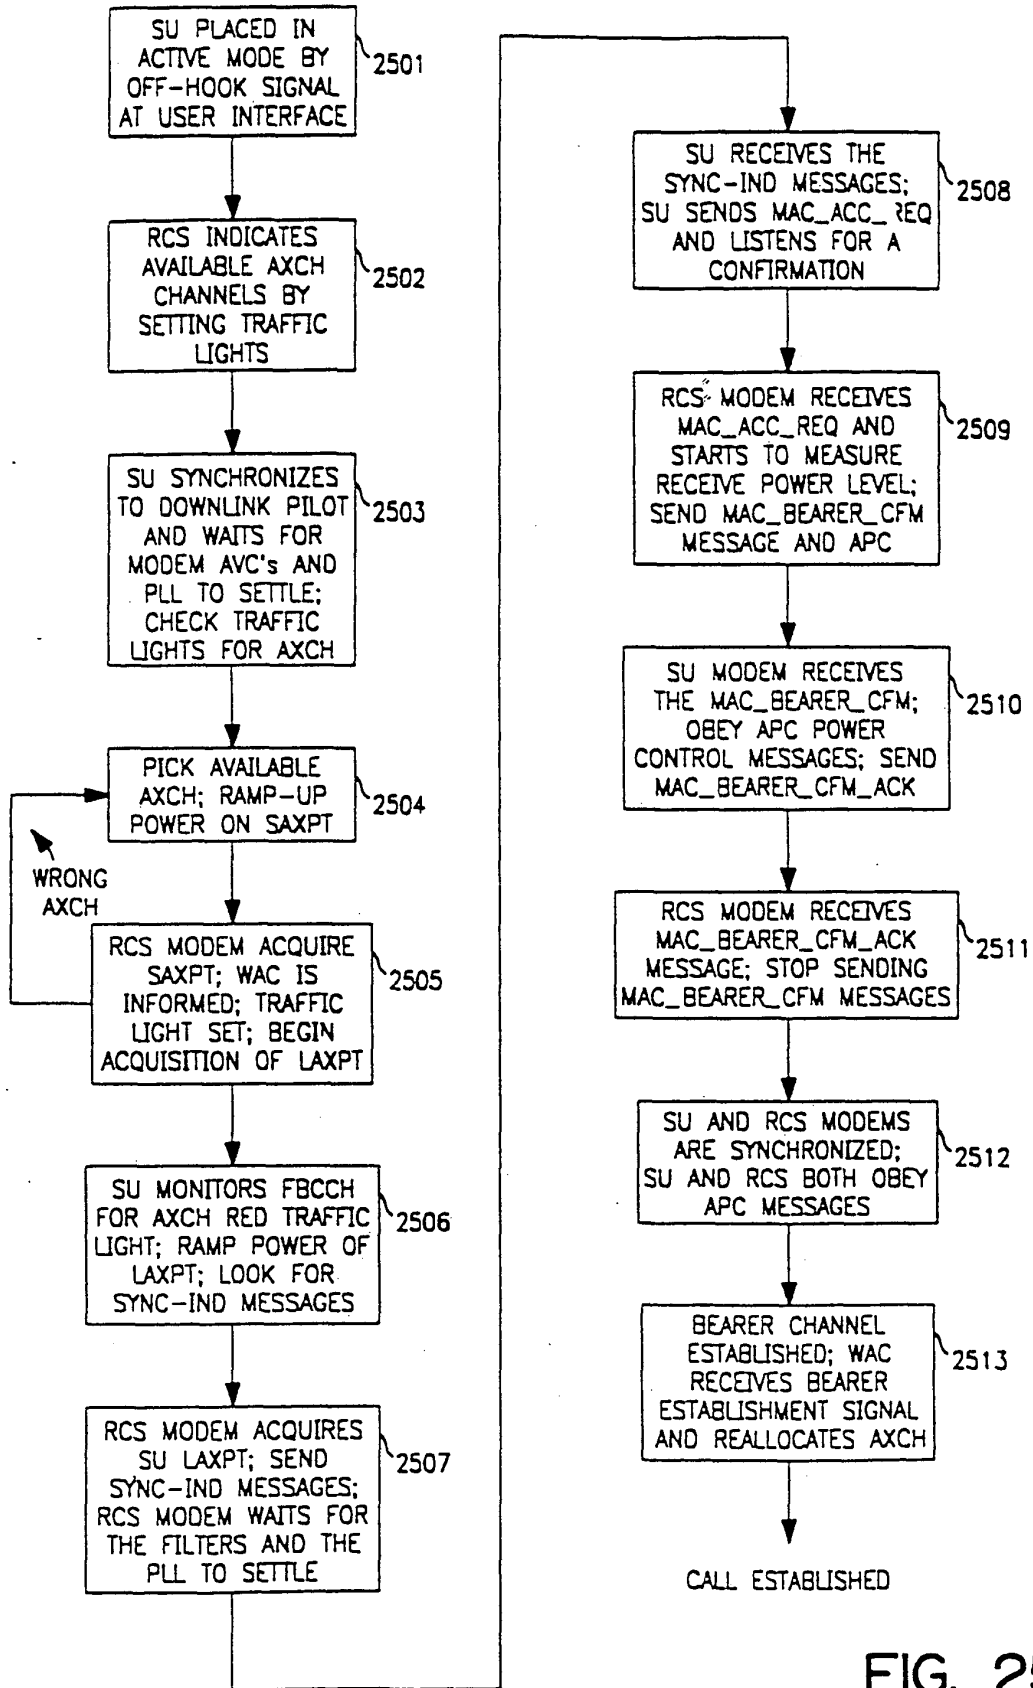 SU PLACED IN
ACTIVE MODE BY
OFF-HOOK SIGNAL
AT USER INTERFACE
2501
RCS INDICATES
AVAILABLE AXCH
CHANNELS BY
SETTING TRAFFIC
LIGHTS
2502
SU SYNCHRONIZES
TO DOWNLINK PILOT
AND WAITS FOR
MODEM AVC's AND
PLL TO SETTLE;
CHECK TRAFFIC
LIGHTS FOR AXCH
2503
PICK AVAILABLE
AXCH; RAMP-UP
POWER ON SAXPT
2504
WRONG
AXCH
RCS MODEM ACQUIRE
SAXPT; WAC IS
INFORMED; TRAFFIC
LIGHT SET; BEGIN
ACQUISITION OF LAXPT
2505
SU MONITORS FBCCH
FOR AXCH RED TRAFFIC
LIGHT; RAMP POWER OF
LAXPT; LOOK FOR
SYNC-IND MESSAGES
2506
RCS MODEM ACQUIRES
SU LAXPT; SEND
SYNC-IND MESSAGES;
RCS MODEM WAITS FOR
THE FILTERS AND THE
PLL TO SETTLE
2507
SU RECEIVES THE
SYNC-IND MESSAGES;
SU SENDS MAC_ACC_REQ
AND LISTENS FOR A
CONFIRMATION
2508
RCS MODEM RECEIVES
MAC_ACC_REQ AND
STARTS TO MEASURE
RECEIVE POWER LEVEL;
SEND MAC_BEARER_CFM
MESSAGE AND APC
2509
SU MODEM RECEIVES
THE MAC_BEARER_CFM;
OBEY APC POWER
CONTROL MESSAGES; SEND
MAC_BEARER_CFM_ACK
2510
RCS MODEM RECEIVES
MAC_BEARER_CFM_ACK
MESSAGE; STOP SENDING
MAC_BEARER_CFM MESSAGES
2511
SU AND RCS MODEMS
ARE SYNCHRONIZED;
SU AND RCS BOTH OBEY
APC MESSAGES
2512
BEARER CHANNEL
ESTABLISHED; WAC
RECEIVES BEARER
ESTABLISHMENT SIGNAL
AND REALLOCATES AXCH
2513
CALL ESTABLISHED
FIG. 25